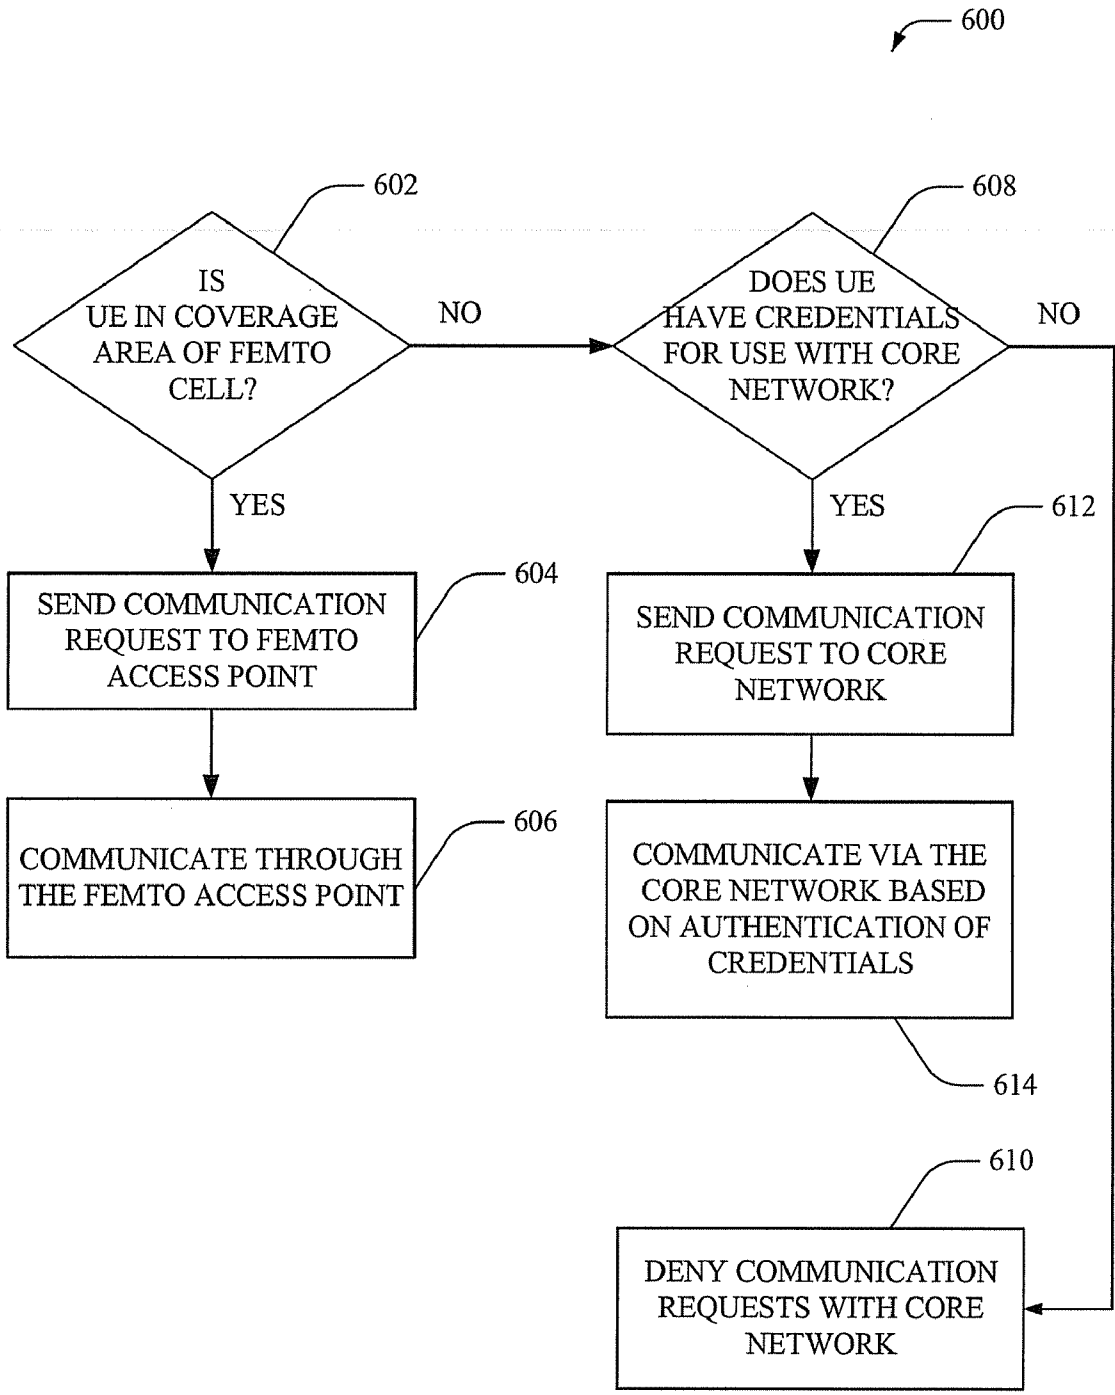 600
602
IS
UE IN COVERAGE
AREA OF FEMTO
CELL?
NO
YES
604
SEND COMMUNICATION
REQUEST TO FEMTO
ACCESS POINT
606
COMMUNICATE THROUGH
THE FEMTO ACCESS POINT
608
DOES UE
HAVE CREDENTIALS
FOR USE WITH CORE
NETWORK?
NO
YES
612
SEND COMMUNICATION
REQUEST TO CORE
NETWORK
COMMUNICATE VIA THE
CORE NETWORK BASED
ON AUTHENTICATION OF
CREDENTIALS
614
610
DENY COMMUNICATION
REQUESTS WITH CORE
NETWORK